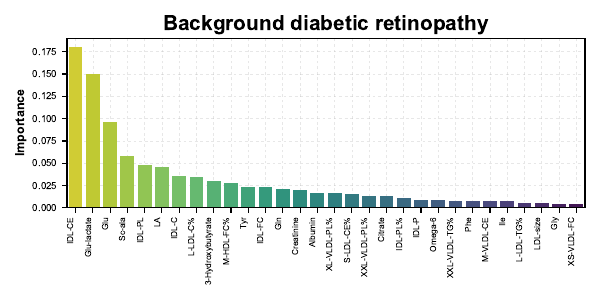 Background diabetic retinopathy
Importance
0.175
0.150
0.125
0.100
0.075
0.050
0.025
0.000
IDL-CE
Glu-lactate
Glu
Sc-ala
IDL-PL
LA
IDL-C
L-LDL-C%
3-Hydroxybutyrate
M-HDL-FC%
Tyr
IDL-FC
Gln
Creatinine
Albumin
XL-VLDL-PL%
S-LDL-CE%
XXL-VLDL-PL%
Citrate
IDL-PL%
IDL-P
Omega-6
XXL-VLDL-TG%
Phe
M-VLDL-CE
Ile
L-LDL-TG%
LDL-size
Gly
XS-VLDL-FC